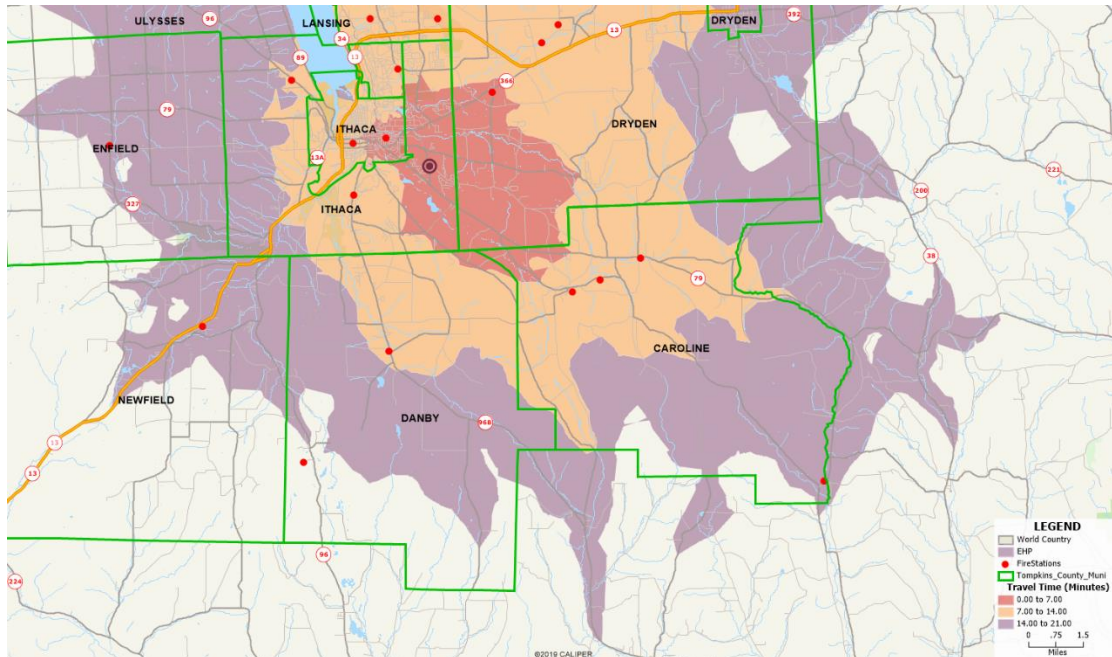 ULYSSES
96
LANSING
DRYDEN
392
34
13
13
89
366
79
ITHACA
DRYDEN
ENFIELD
13A
221
200
327
ITHACA
38
79
CAROLINE
NEWFIELD
DANBY
96B
13
13
96
224
LEGEND
World Country
EHP
FireStations
Tompkins_County_Muni
Travel Time (Minutes)
0.00 to 7.00
7.00 to 14.00
14.00 to 21.00
0 .75 1.5
Miles
©2019 CALIPER